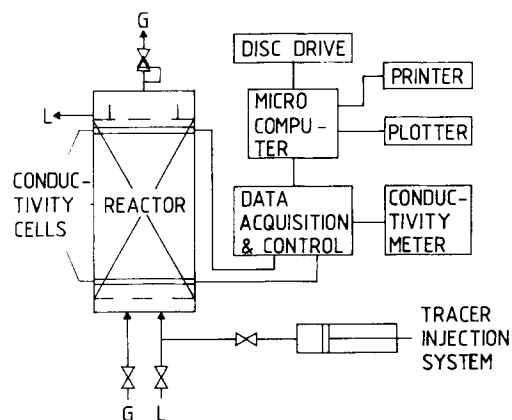 G
DISC DRIVE
PRINTER
L
MICRO
COMPU-
TER
PLOTTER
CONDUC-
TIVITY
CELLS
REACTOR
DATA
ACQUISITION
& CONTROL
CONDUC-
TIVITY
METER
TRACER
INJECTION
SYSTEM
G
L